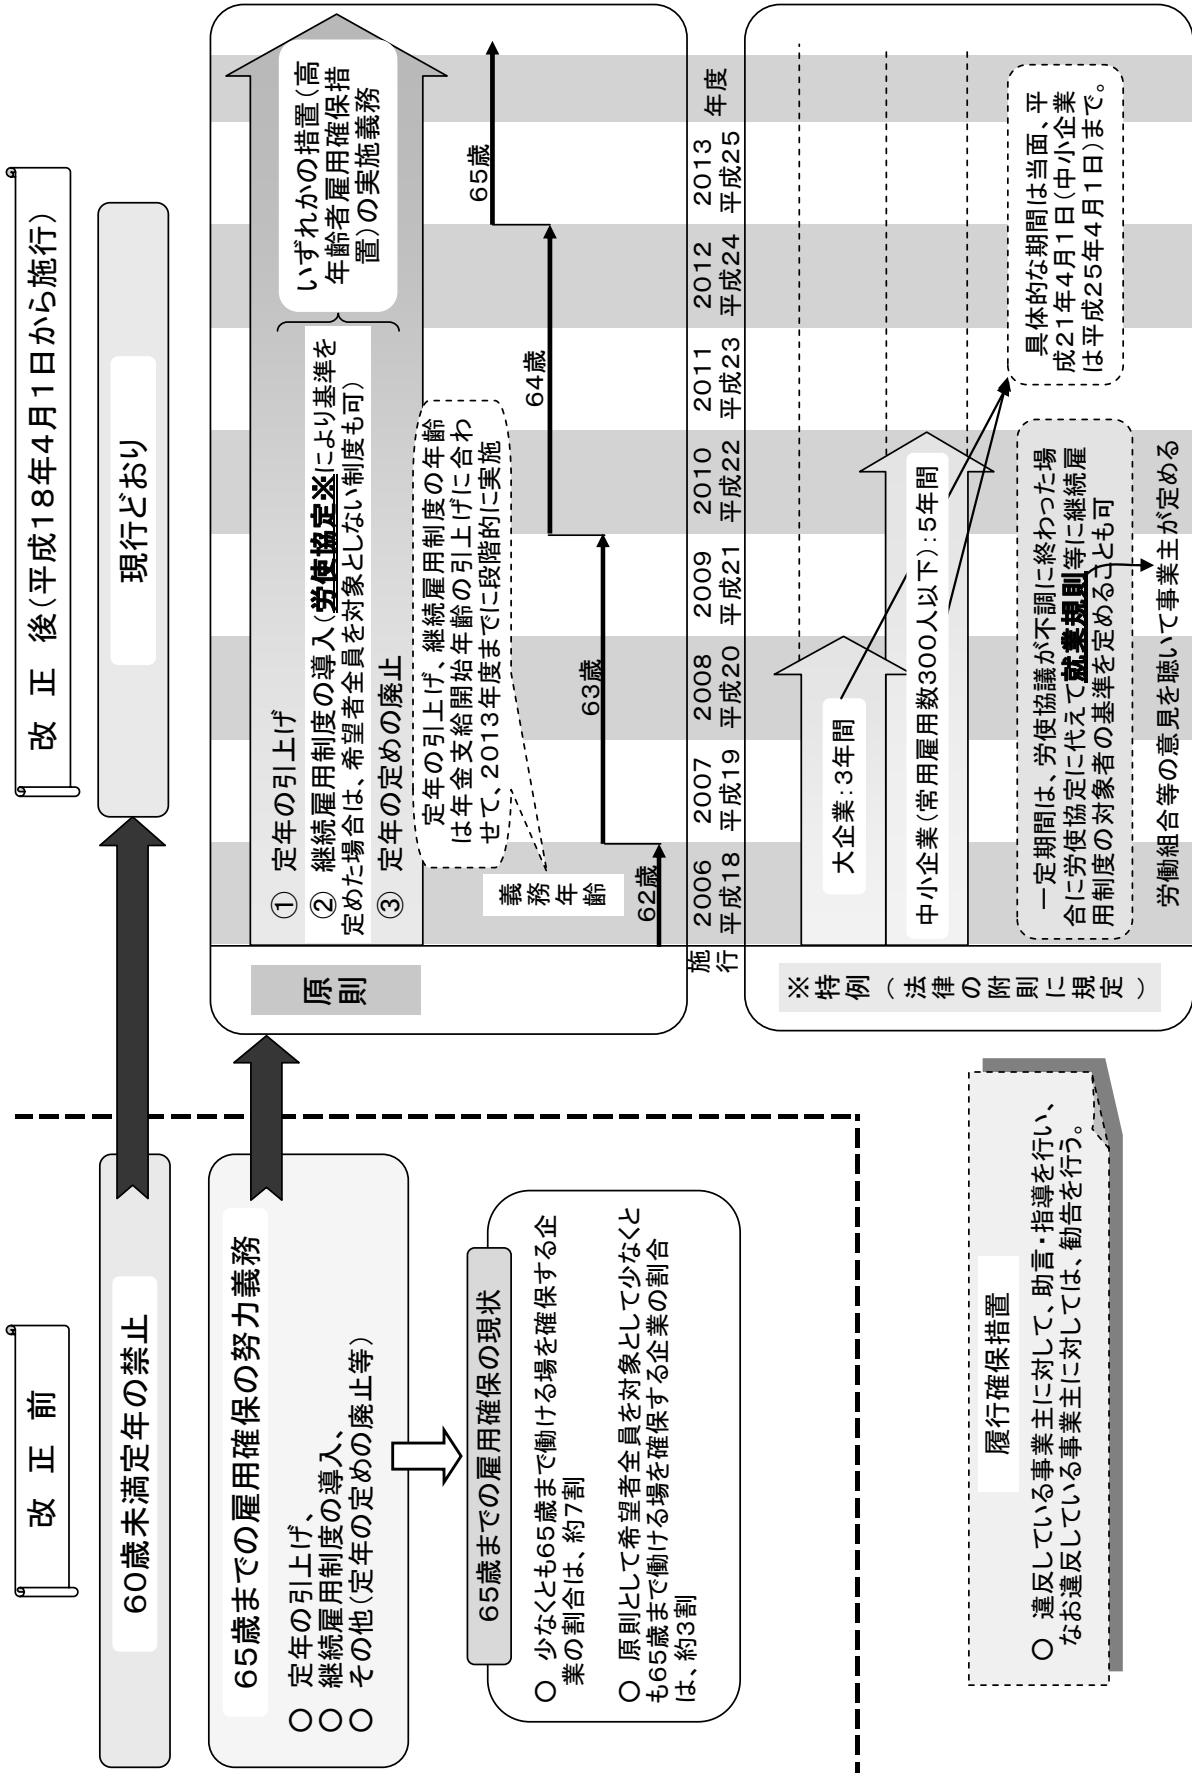 改 正 前
60歳未満定年の禁止
65歳までの雇用確保の努力義務
○ 定年の引上げ、
○ 継続雇用制度の導入、
○ その他(定年の定めの廃止等)
65歳までの雇用確保の現状
○ 少なくとも65歳まで働ける場を確保する企
業の割合は、約7割
○ 原則として希望者全員を対象として少なくと
も65歳まで働ける場を確保する企業の割合
は、約3割
履行確保措置
○ 違反している事業主に対して、助言・指導を行い、
なお違反している事業主に対しては、勧告を行う。
改 正 後(平成18年4月1日から施行)
現行どおり
原則
① 定年の引上げ
② 継続雇用制度の導入(労使協定※により基準を
定めた場合は、希望者全員を対象としない制度も可)
③ 定年の定めの廃止
いずれかの措置(高
年齢者雇用確保措
置)の実施義務
定年の引上げ、継続雇用制度の年齢
は年金支給開始年齢の引上げに合わ
せて、2013年度までに段階的に実施
義務年齢
62歳
63歳
64歳
65歳
施行
2006 2007 2008 2009 2010 2011 2012 2013 年度
平成18 平成19 平成20 平成21 平成22 平成23 平成24 平成25
※特例(法律の附則に規定)
大企業:3年間
中小企業(常用雇用数300人以下):5年間
一定期間は、労使協議が不調に終わった場
合に労使協定に代えて就業規則等に継続雇
用制度の対象者の基準を定めることも可
労働組合等の意見を聴いて事業主が定める
具体的な期間は当面、平
成21年4月1日(中小企業
は平成25年4月1日)まで。